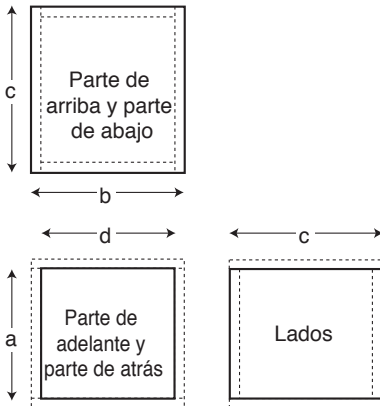 c
Parte de
arriba y parte
de abajo
b
d
c
a
Parte de
adelante y
parte de atrás
Lados